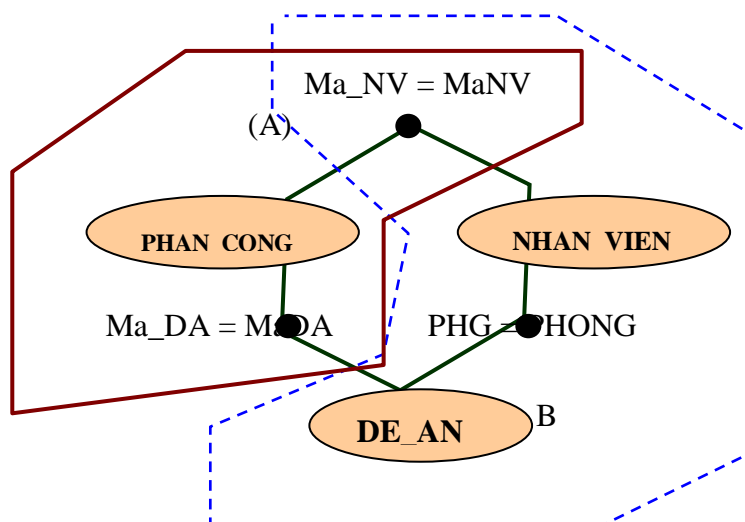 Ma_NV = MaNV
(A)
PHAN CONG
NHAN VIEN
Ma_DA = MaDA
PHG = PHONG
DE_AN
B